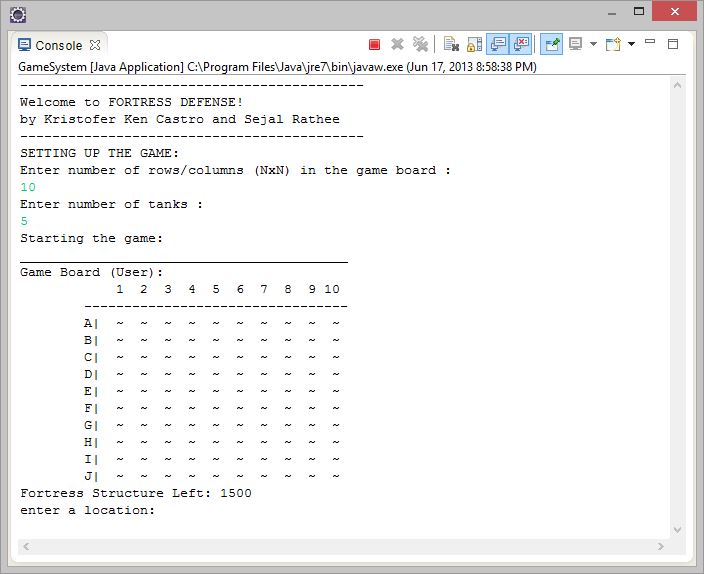 Console
GameSystem [Java Application] C:\Program Files\Java\jre7\bin\javaw.exe (Jun 17, 2013 8:58:38 PM)
-------------------------------------------
Welcome to FORTRESS DEFENSE!
by Kristofer Ken Castro and Sejal Rathee
-------------------------------------------
SETTING UP THE GAME:
Enter number of rows/columns (NxN) in the game board :
10
Enter number of tanks :
5
Starting the game:
_________________________________________
Game Board (User):
            1  2  3  4  5  6  7  8  9 10
        ---------------------------------
        A|  ~  ~  ~  ~  ~  ~  ~  ~  ~  ~
        B|  ~  ~  ~  ~  ~  ~  ~  ~  ~  ~
        C|  ~  ~  ~  ~  ~  ~  ~  ~  ~  ~
        D|  ~  ~  ~  ~  ~  ~  ~  ~  ~  ~
        E|  ~  ~  ~  ~  ~  ~  ~  ~  ~  ~
        F|  ~  ~  ~  ~  ~  ~  ~  ~  ~  ~
        G|  ~  ~  ~  ~  ~  ~  ~  ~  ~  ~
        H|  ~  ~  ~  ~  ~  ~  ~  ~  ~  ~
        I|  ~  ~  ~  ~  ~  ~  ~  ~  ~  ~
        J|  ~  ~  ~  ~  ~  ~  ~  ~  ~  ~
Fortress Structure Left: 1500
enter a location: